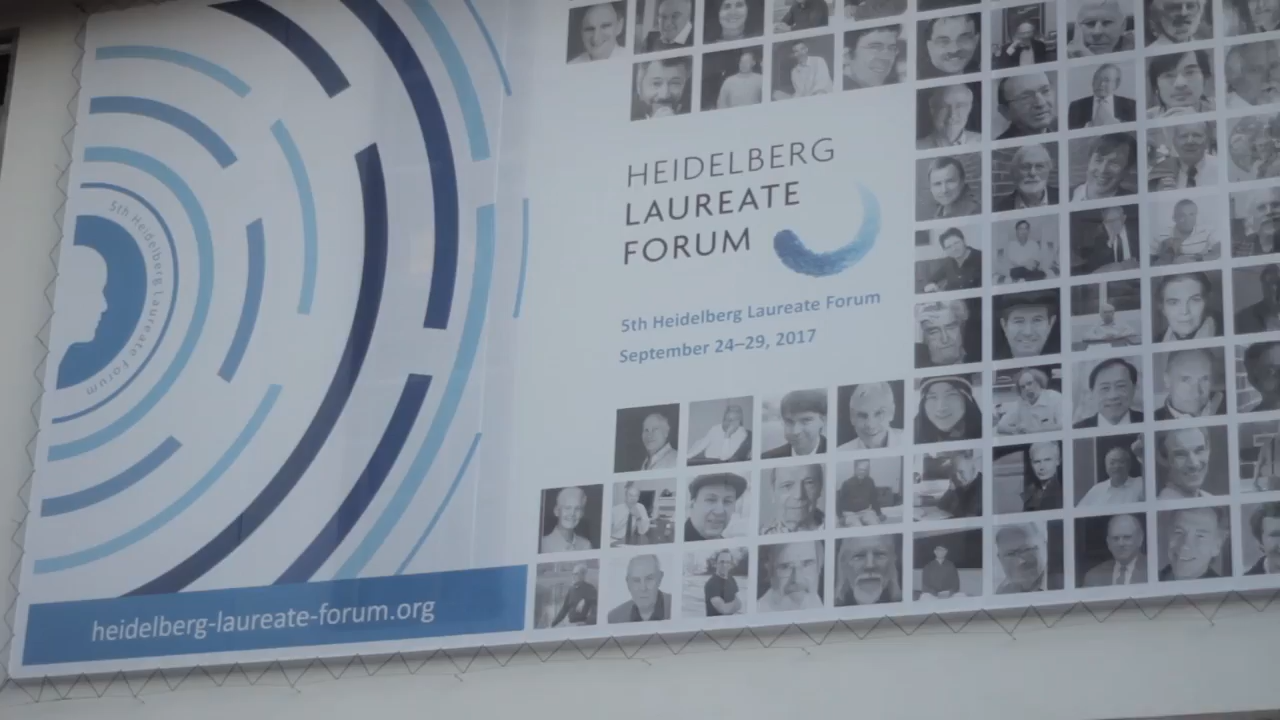 5th Heidelberg Laureate Forum
HEIDELBERG
LAUREATE
FORUM
5th Heidelberg Laureate Forum
September 24–29, 2017
heidelberg-laureate-forum.org